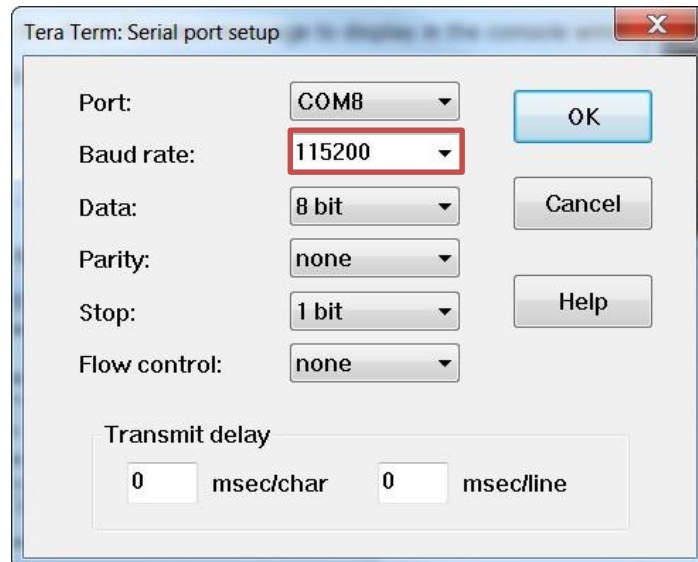 Tera Term: Serial port setup
Port: COM8
OK
Baud rate: 115200
Data: 8 bit
Cancel
Parity: none
Stop: 1 bit
Help
Flow control: none
Transmit delay
0 msec/char 0 msec/line